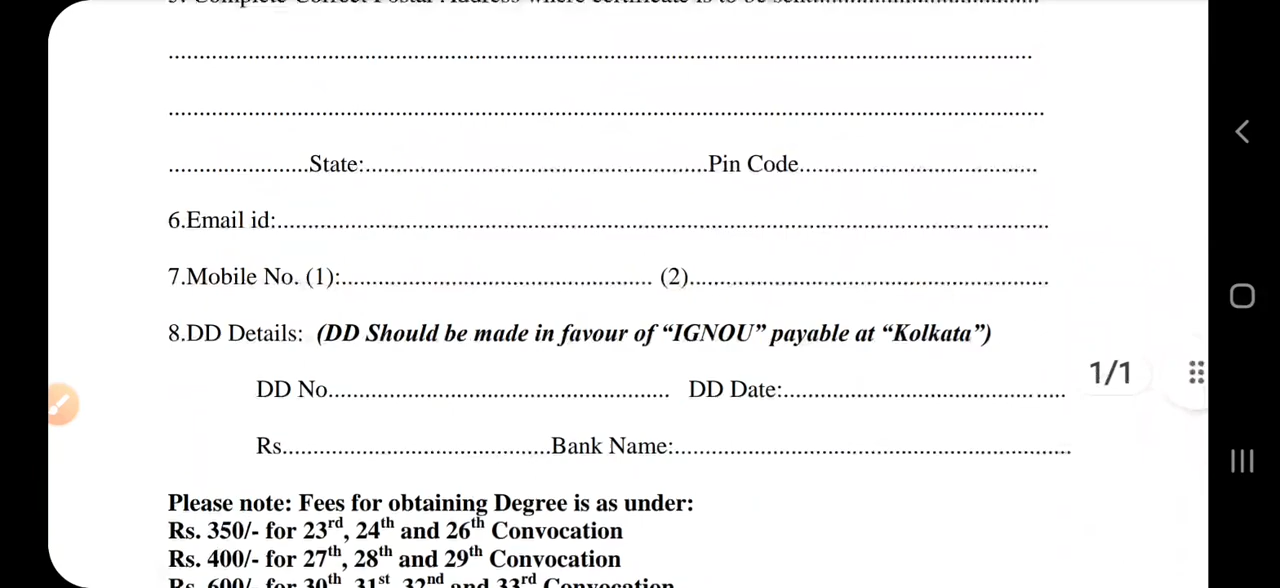 5. Complete Correct Postal Address where certificate is to be sent..........................................
....................................................................................................................................................
......................................................................................................................................................
........................State:..........................................................Pin Code........................................
6.Email id:....................................................................................................................................
7.Mobile No. (1):..................................................... (2).............................................................
8.DD Details: (DD Should be made in favour of “IGNOU” payable at “Kolkata”)
DD No.......................................................... DD Date:................................................
Rs..............................................Bank Name:....................................................................
Please note: Fees for obtaining Degree is as under:
Rs. 350/- for 23rd, 24th and 26th Convocation
Rs. 400/- for 27th, 28th and 29th Convocation
Rs. 600/- for 30th, 31st, 32nd and 33rd Convocation
1/1